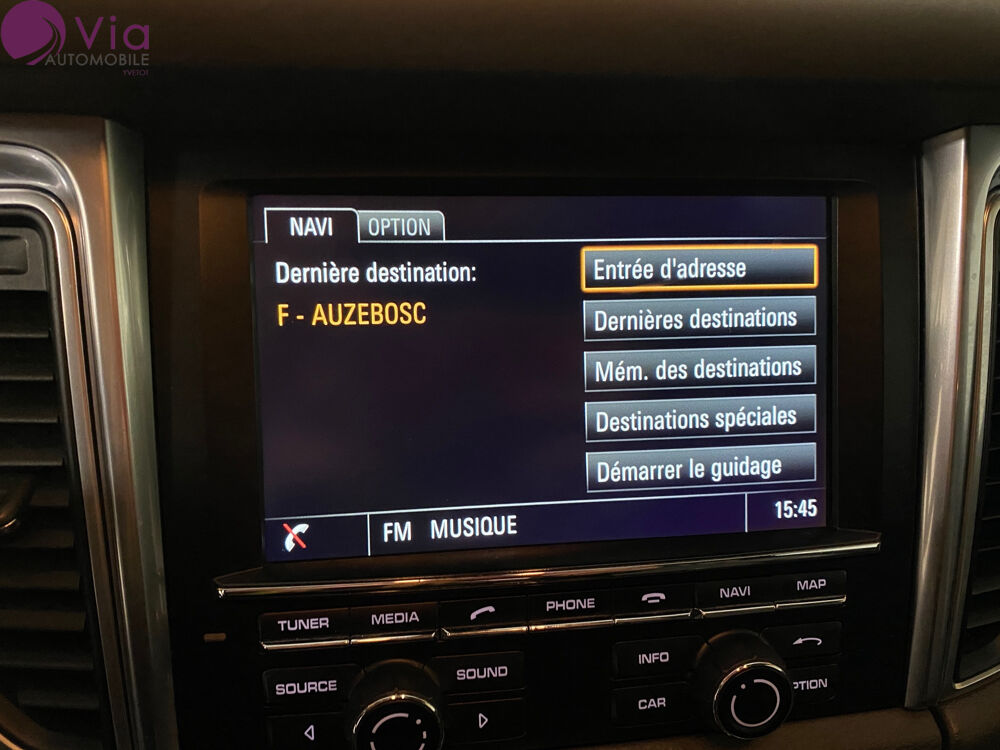 Via
AUTOMOBILE
YVETOT
NAVI
OPTION
Dernière destination:
F - AUZEBOSC
Entrée d'adresse
Dernières destinations
Mém. des destinations
Destinations spéciales
Démarrer le guidage
FM MUSIQUE
15:45
TUNER
MEDIA
PHONE
NAVI
MAP
SOURCE
SOUND
INFO
CAR
OPTION